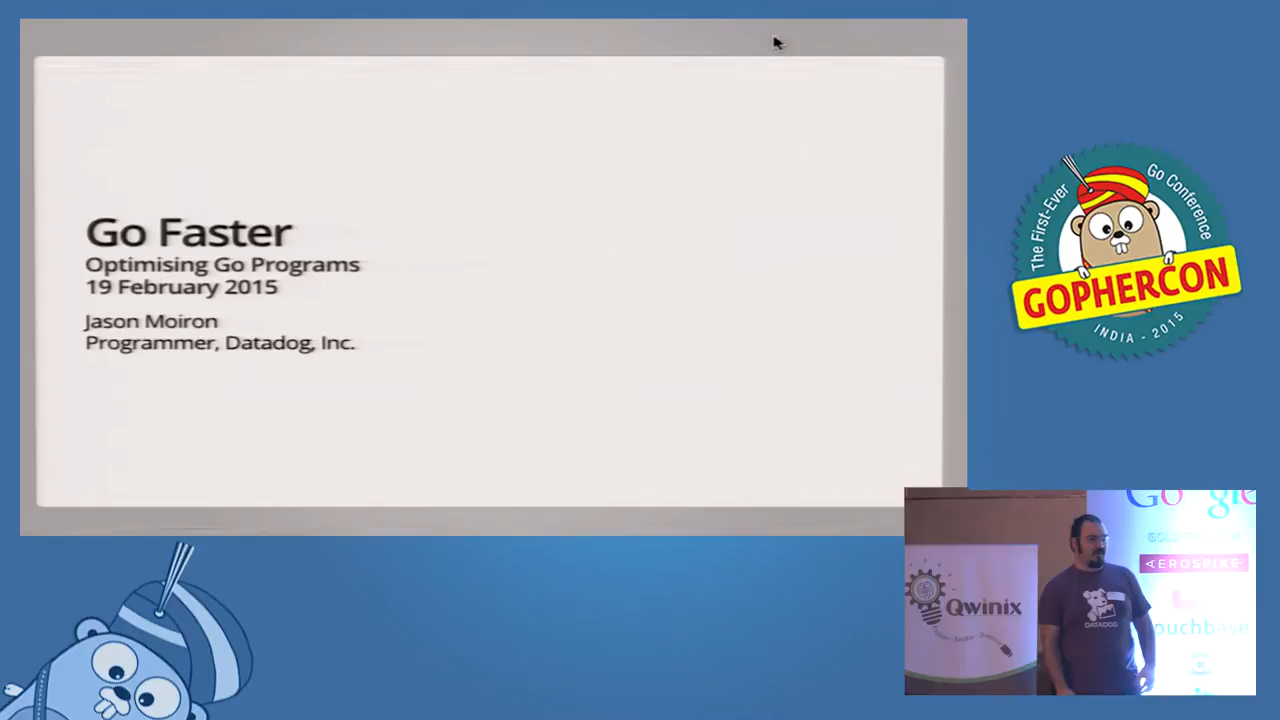 Go Faster
Optimising Go Programs
19 February 2015
Jason Moiron
Programmer, Datadog, Inc.
The First-Ever Go Conference
GOPHERCON
INDIA - 2015
Google
AEROSPIKE
Qwinix
DATADOG